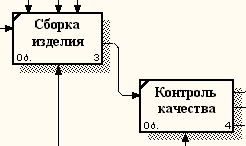 Сборка
изделия
0б. 3
Контроль
качества
0б. 4